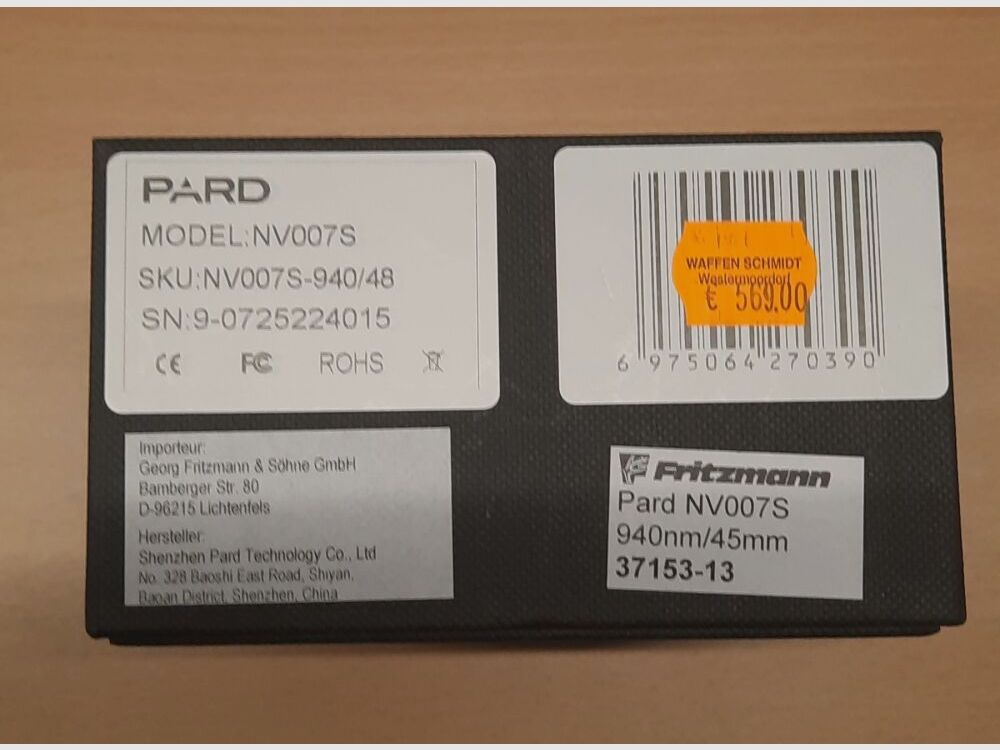 PARD
MODEL:NV007S
SKU:NV007S-940/48
SN:9-0725224015
CE FC ROHS
WAFFEN SCHMIDT
Westermoordorf
€ 569.00
6 975064 270390
Importeur:
Georg Fritzmann & Söhne GmbH
Bamberger Str. 80
D-96215 Lichtenfels
Hersteller:
Shenzhen Pard Technology Co., Ltd
No. 328 Baoshi East Road, Shiyan,
Baoan District, Shenzhen, China
Fritzmann
Pard NV007S
940nm/45mm
37153-13